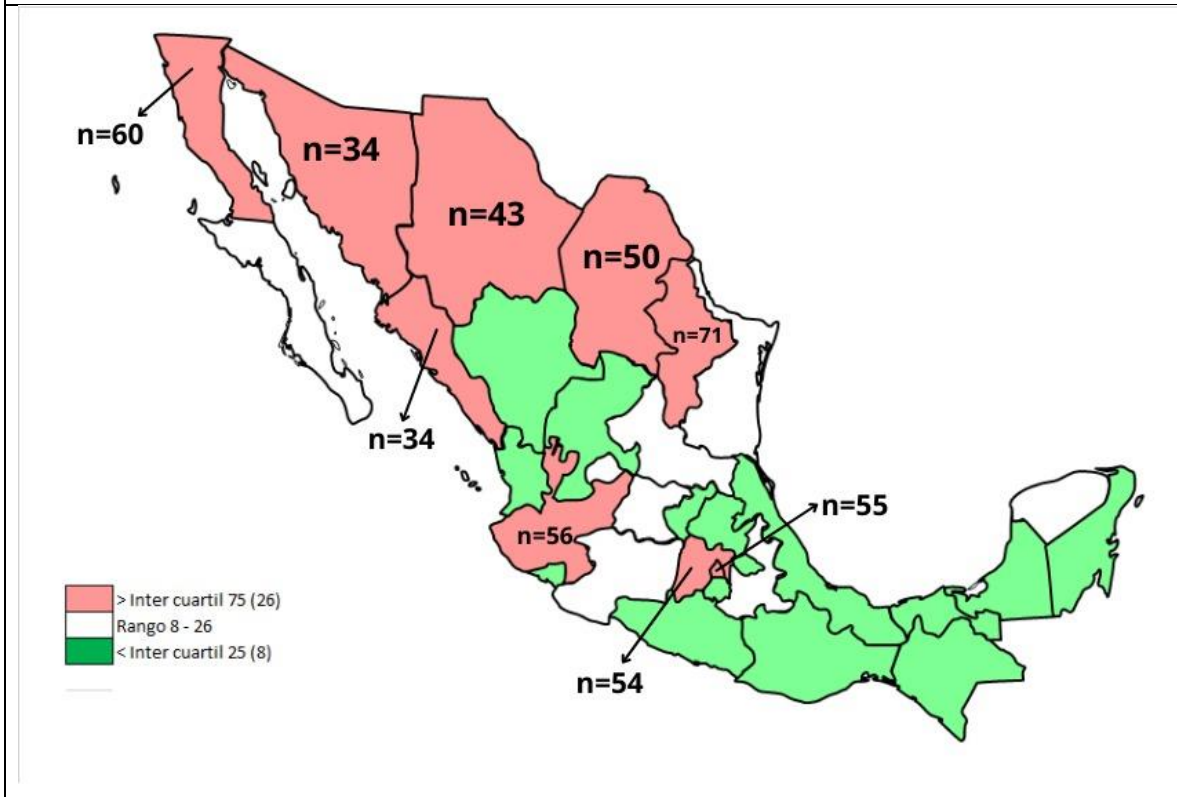 n=60
n=34
n=43
n=50
n=71
n=34
n=56
n=55
n=54
> Inter cuartil 75 (26)
Rango 8 - 26
< Inter cuartil 25 (8)